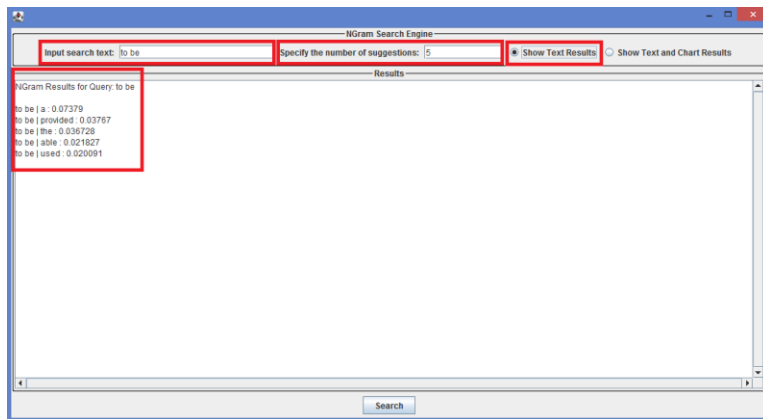 NGram Search Engine
Input search text: to be Specify the number of suggestions: 5 Show Text Results Show Text and Chart Results
Results
NGram Results for Query: to be
to be | a : 0.07379
to be | provided : 0.03767
to be | the : 0.036728
to be | able : 0.021827
to be | used : 0.020091
Search